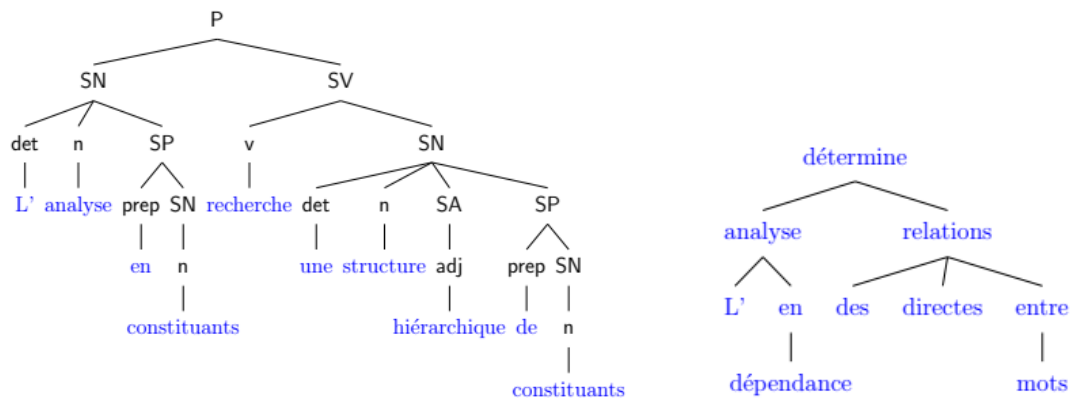 P
SN SV
det n SP v SN
détermine
L' analyse prep SN recherche det n SA SP
analyse relations
en n une structure adj prep SN
L' en des directes entre
constituants hiérarchique de n
dépendance mots
constituants